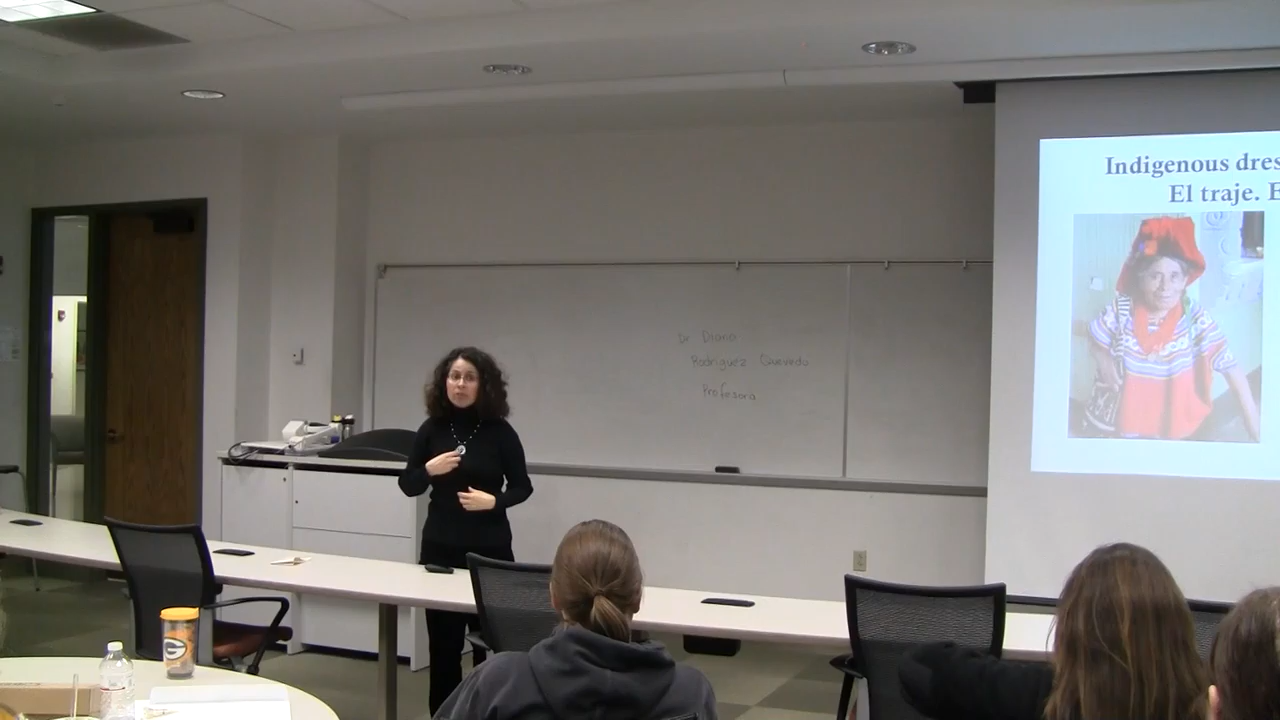 Indigenous dres
El traje. E
Dr Diana
Rodriguez Quevedo
Profesora
G